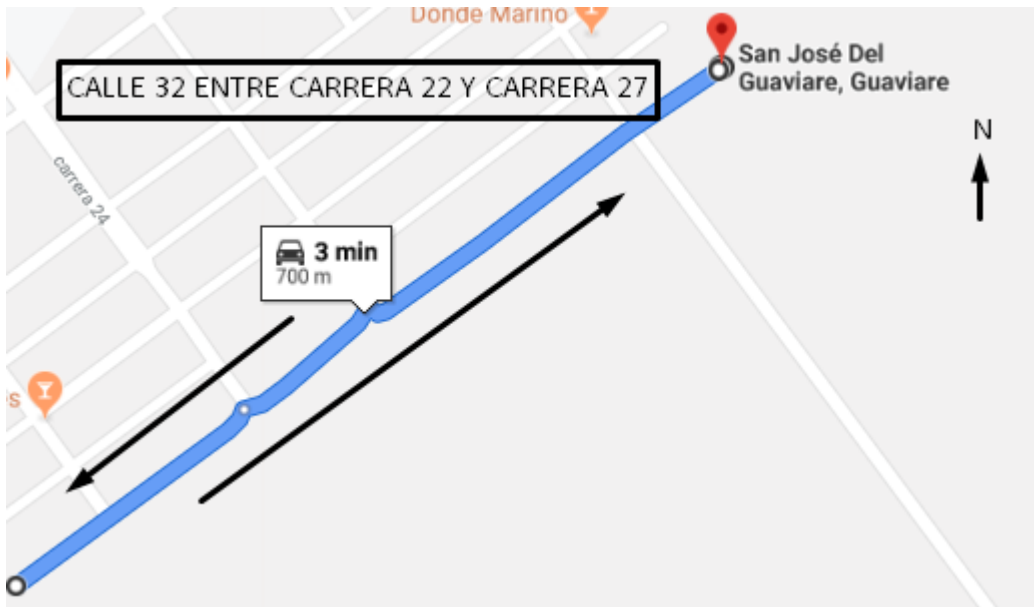 Donde Marino
San José Del
Guaviare, Guaviare
CALLE 32 ENTRE CARRERA 22 Y CARRERA 27
N
carrera 24
3 min
700 m
s